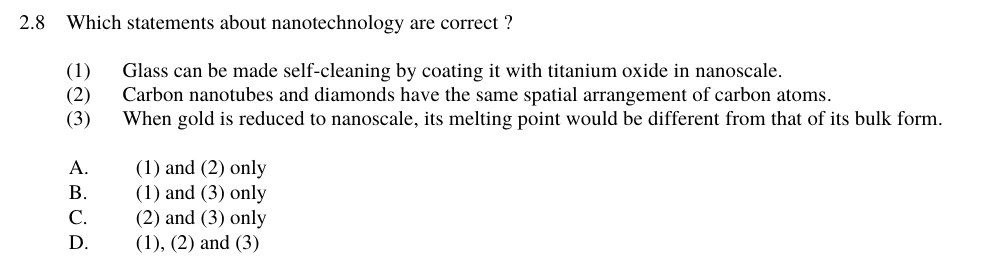 2.8 Which statements about nanotechnology are correct ?
(1) Glass can be made self-cleaning by coating it with titanium oxide in nanoscale.
(2) Carbon nanotubes and diamonds have the same spatial arrangement of carbon atoms.
(3) When gold is reduced to nanoscale, its melting point would be different from that of its bulk form.
A. (1) and (2) only
B. (1) and (3) only
C. (2) and (3) only
D. (1), (2) and (3)